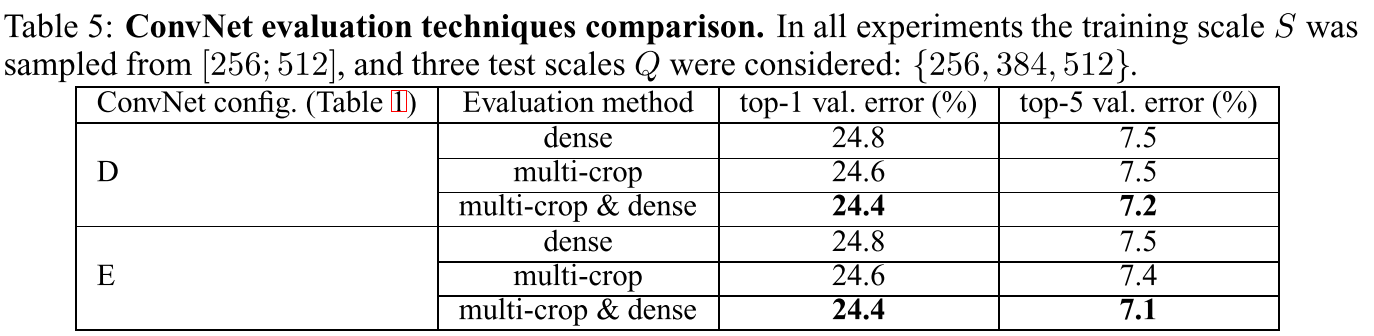 Table 5: ConvNet evaluation techniques comparison. In all experiments the training scale S was
sampled from [256; 512], and three test scales Q were considered: {256, 384, 512}.
ConvNet config. (Table 1) Evaluation method top-1 val. error (%) top-5 val. error (%)
D
dense 24.8 7.5
multi-crop 24.6 7.5
multi-crop & dense 24.4 7.2
E
dense 24.8 7.5
multi-crop 24.6 7.4
multi-crop & dense 24.4 7.1